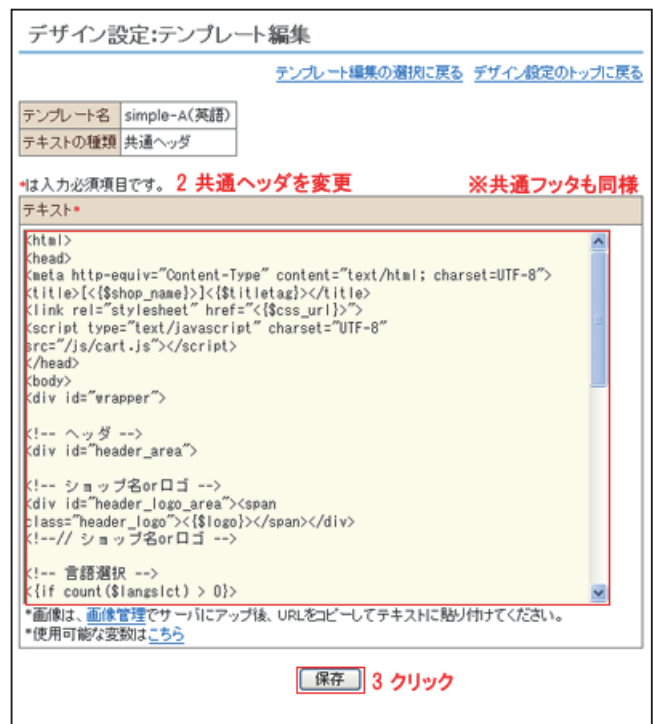 デザイン設定:テンプレート編集
テンプレート編集の選択に戻る デザイン設定のトップに戻る
テンプレート名 simple-A(英語)
テキストの種類 共通ヘッダ
*は入力必須項目です。 2 共通ヘッダを変更 ※共通フッタも同様
テキスト*
<html>
<head>
<meta http-equiv="Content-Type" content="text/html; charset=UTF-8">
<title>[<{$shop_name}>]<{$titletag}></title>
<link rel="stylesheet" href="<{$css_url}>">
<script type="text/javascript" charset="UTF-8"
src="/js/cart.js"></script>
</head>
<body>
<div id="wrapper">
<!-- ヘッダ -->
<div id="header_area">
<!-- ショップ名orロゴ -->
<div id="header_logo_area"><span
class="header_logo"><{$logo}></span></div>
<!--// ショップ名orロゴ -->
<!-- 言語選択 -->
<{if count($langslct) > 0}>
*画像は、画像管理でサーバにアップ後、URLをコピーしてテキストに貼り付けてください。
*使用可能な変数はこちら
保存 3 クリック